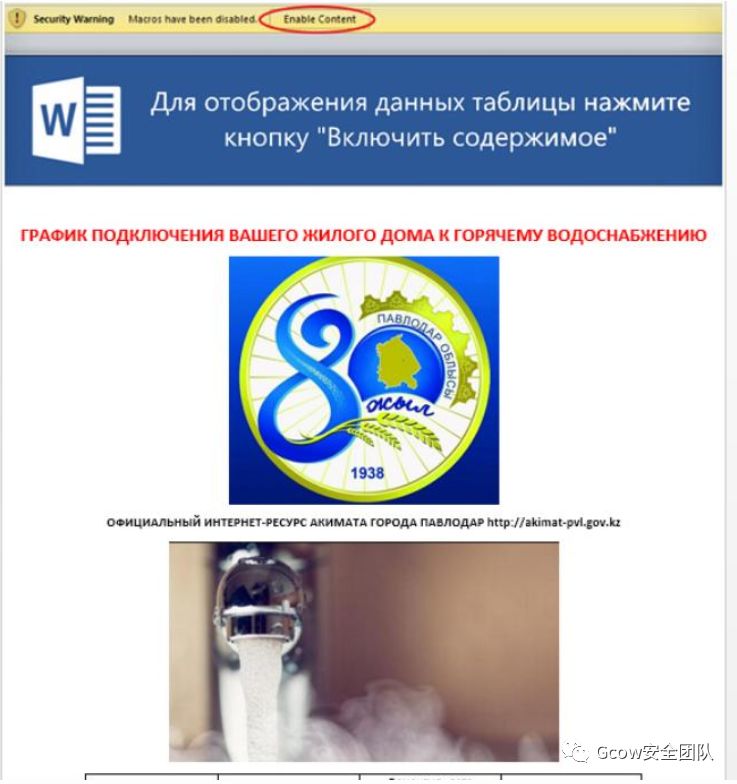 Security Warning Macros have been disabled. Enable Content
W
Для отображения данных таблицы нажмите
кнопку "Включить содержимое"
ГРАФИК ПОДКЛЮЧЕНИЯ ВАШЕГО ЖИЛОГО ДОМА К ГОРЯЧЕМУ ВОДОСНАБЖЕНИЮ
80
ПАВЛОДАР ОБЛЫСЫ
жыл
1938
ОФИЦИАЛЬНЫЙ ИНТЕРНЕТ-РЕСУРС АКИМАТА ГОРОДА ПАВЛОДАР http://akimat-pvl.gov.kz
Gcow安全团队